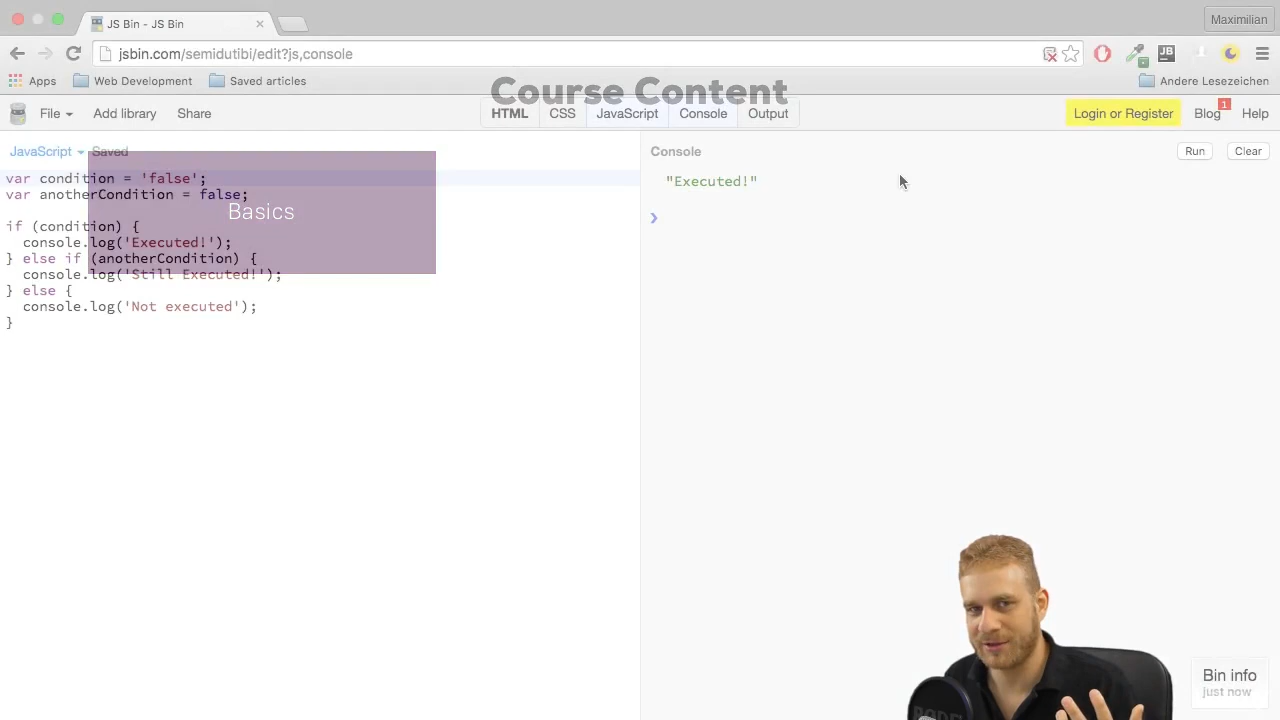 JS Bin - JS Bin
Maximilian
jsbin.com/semidutibi/edit?js,console
JB
Apps
Web Development
Saved articles
Andere Lesezeichen
Course Content
File
Add library
Share
HTML
CSS
JavaScript
Console
Output
Login or Register
Blog
1
Help
JavaScript
Saved
Console
Run
Clear
var condition = 'false';
var anotherCondition = false;
if (condition) {
console.log('Executed!');
} else if (anotherCondition) {
console.log('Still Executed!');
} else {
console.log('Not executed');
}
Basics
"Executed!"
Bin info
just now